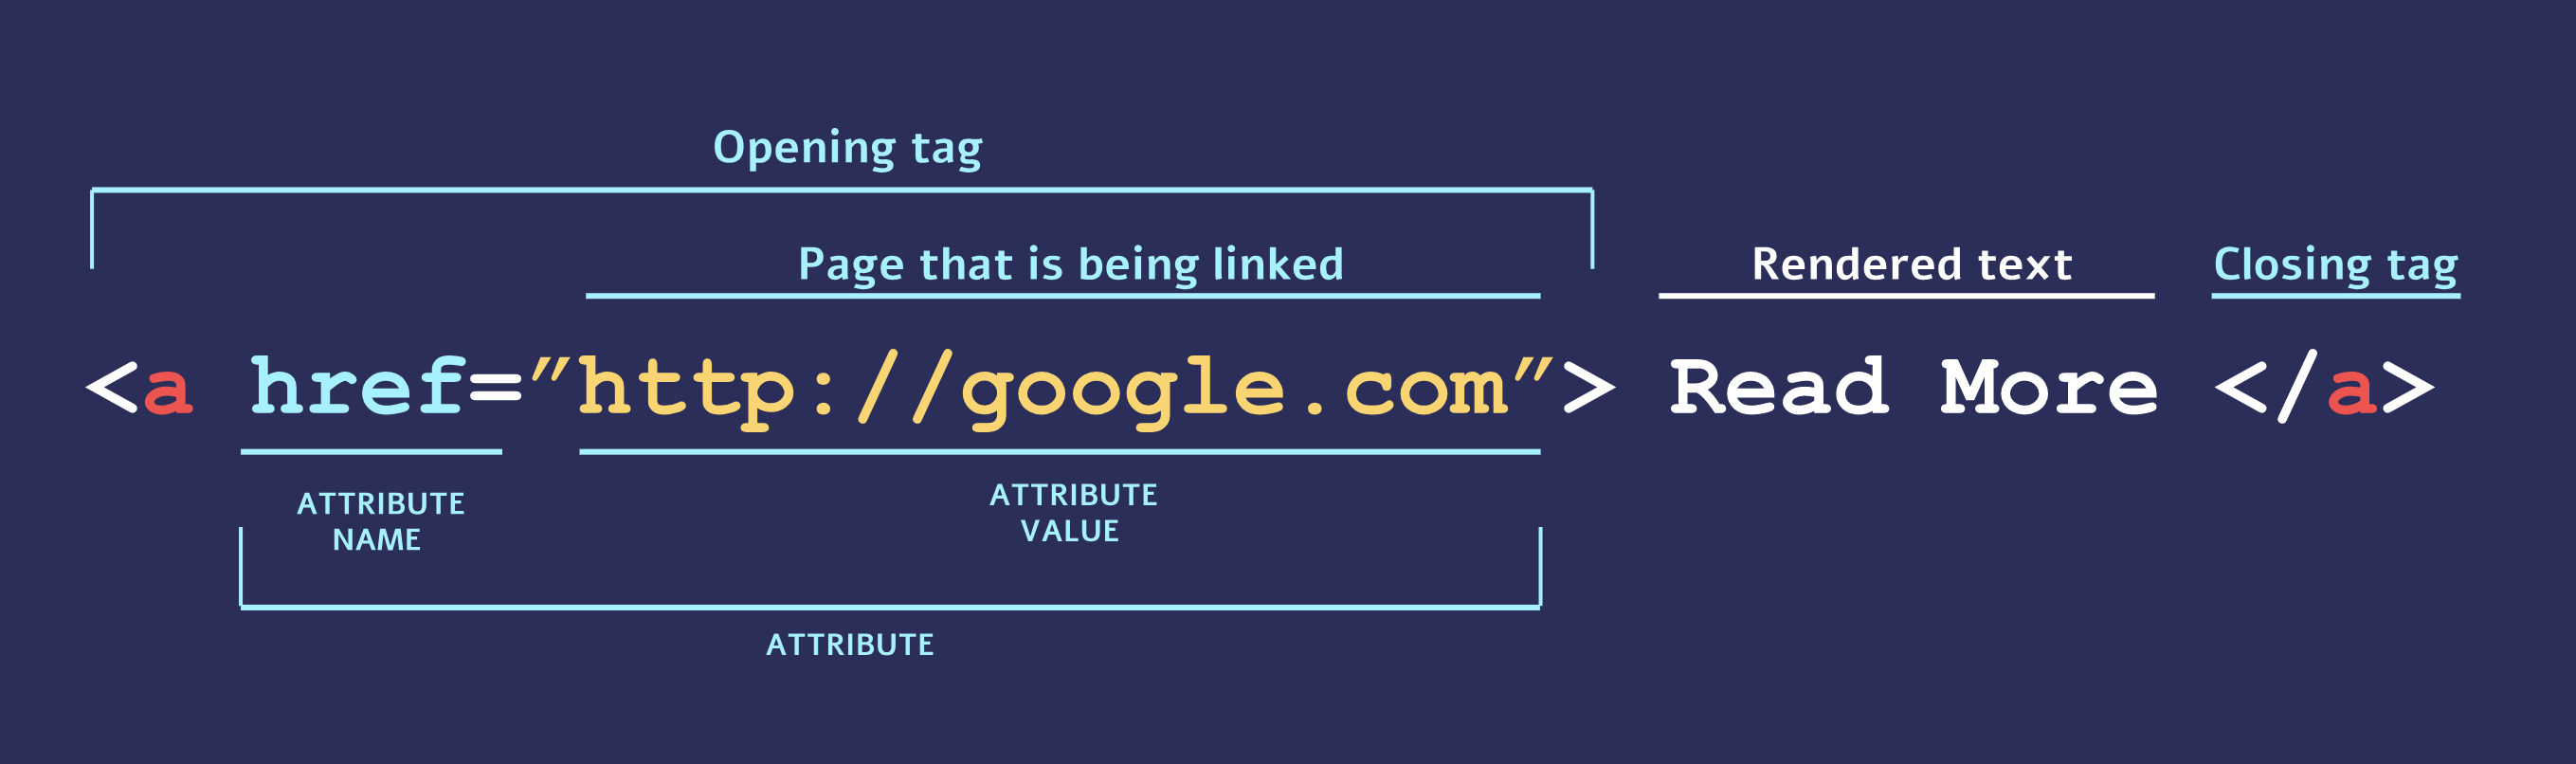 Opening tag
Page that is being linked
Rendered text
Closing tag
<a href=”http://google.com”> Read More </a>
ATTRIBUTE
NAME
ATTRIBUTE
VALUE
ATTRIBUTE